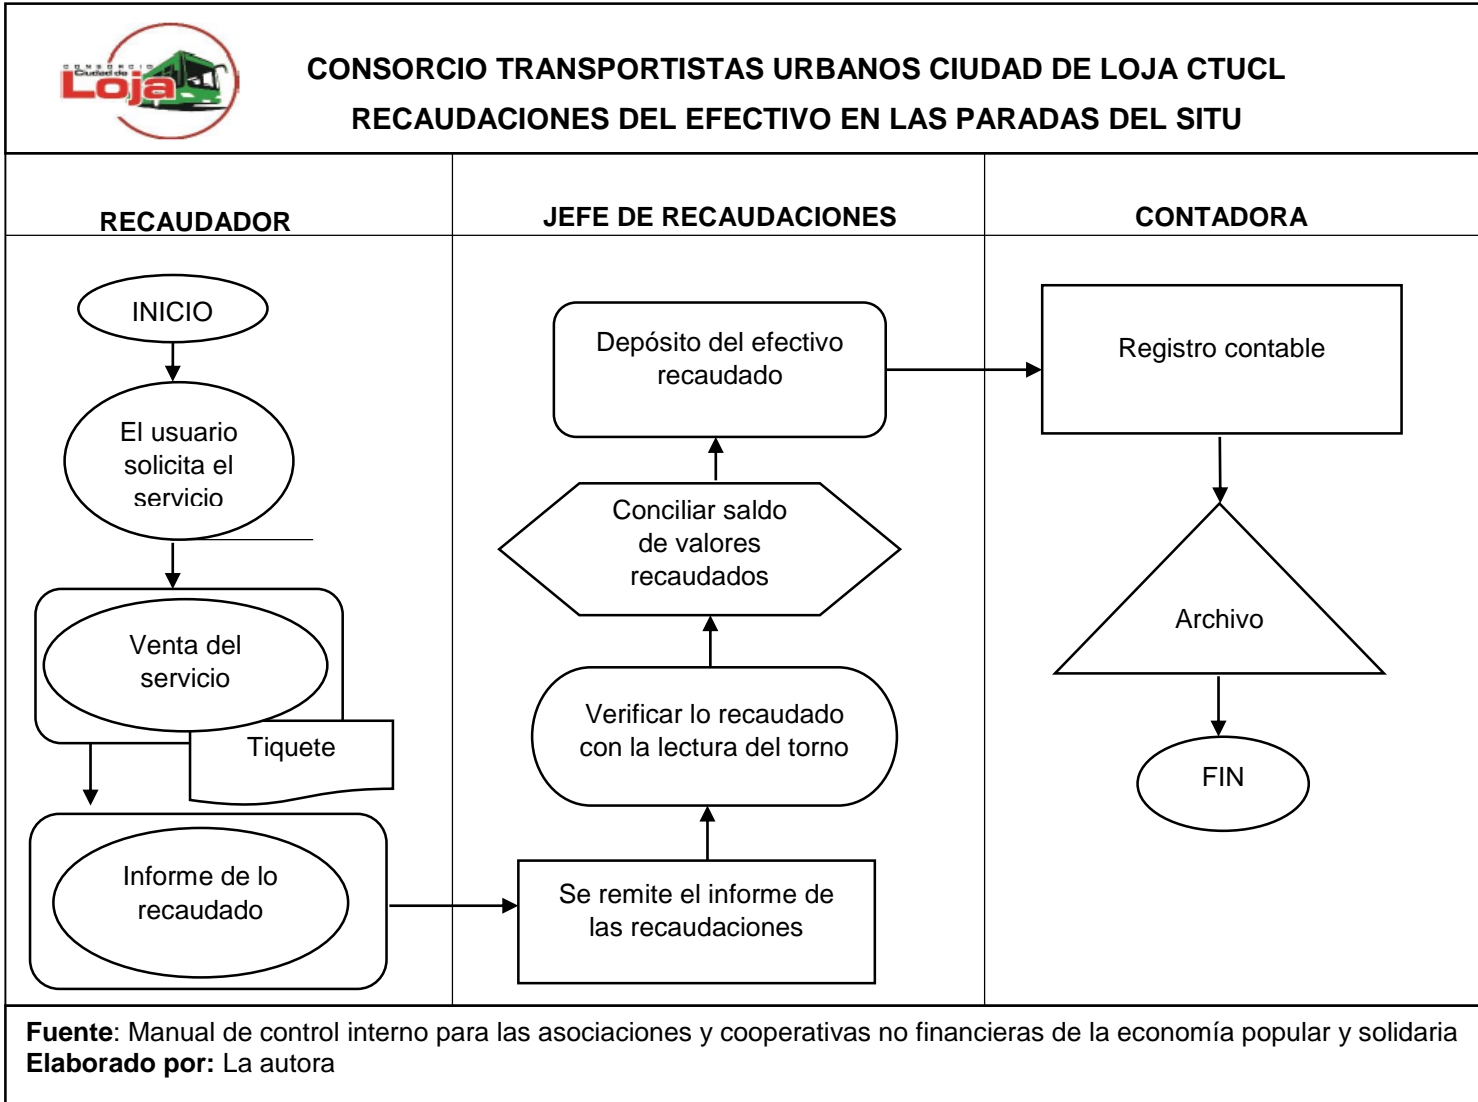 CONSORCIO
Ciudad de
Loja
CONSORCIO TRANSPORTISTAS URBANOS CIUDAD DE LOJA CTUCL
RECAUDACIONES DEL EFECTIVO EN LAS PARADAS DEL SITU
RECAUDADOR
JEFE DE RECAUDACIONES
CONTADORA
INICIO
El usuario
solicita el
servicio
Venta del
servicio
Tiquete
Informe de lo
recaudado
Depósito del efectivo
recaudado
Conciliar saldo
de valores
recaudados
Verificar lo recaudado
con la lectura del torno
Se remite el informe de
las recaudaciones
Registro contable
Archivo
FIN
Fuente: Manual de control interno para las asociaciones y cooperativas no financieras de la economía popular y solidaria
Elaborado por: La autora